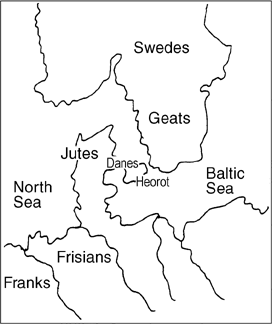 Swedes
Geats
Jutes
Danes
Heorot
Baltic
Sea
North
Sea
Frisians
Franks